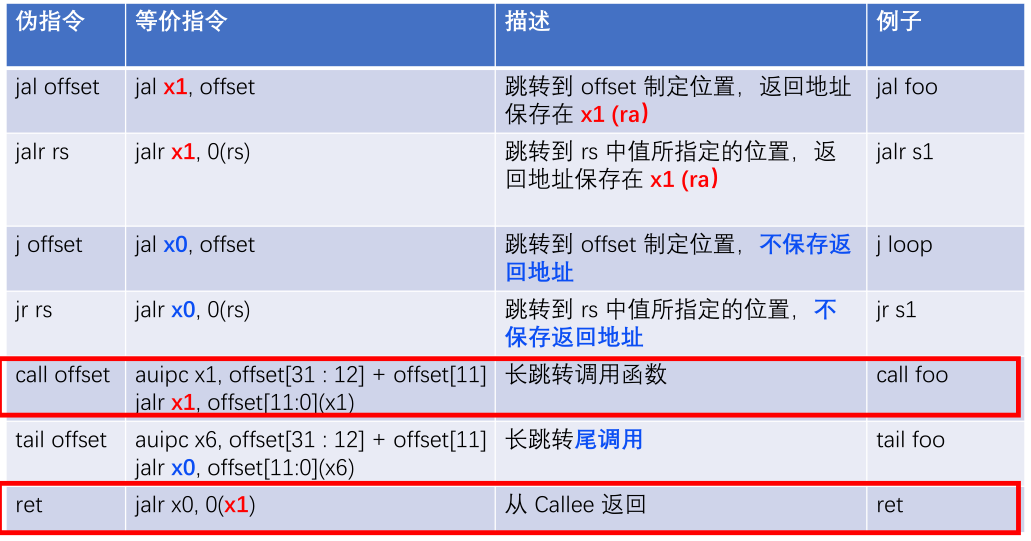 伪指令 等价指令 描述 例子
jal offset jal x1, offset 跳转到 offset 制定位置，返回地址 jal foo
保存在 x1 (ra）
jalr rs jalr x1, 0(rs) 跳转到 rs 中值所指定的位置，返 jalr s1
回地址保存在 x1 (ra）
j offset jal x0, offset 跳转到 offset 制定位置，不保存返 j loop
回地址
jr rs jalr x0, 0(rs) 跳转到 rs 中值所指定的位置，不 jr s1
保存返回地址
call offset auipc x1, offset[31 : 12] + offset[11] 长跳转调用函数 call foo
jalr x1, offset[11:0](x1)
tail offset auipc x6, offset[31 : 12] + offset[11] 长跳转尾调用 tail foo
jalr x0, offset[11:0](x6)
ret jalr x0, 0(x1) 从 Callee 返回 ret